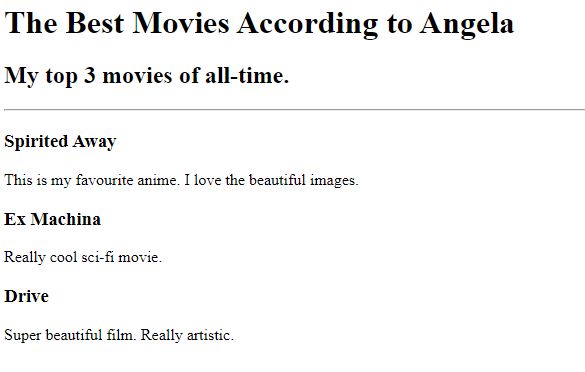 The Best Movies According to Angela
My top 3 movies of all-time.
Spirited Away
This is my favourite anime. I love the beautiful images.
Ex Machina
Really cool sci-fi movie.
Drive
Super beautiful film. Really artistic.